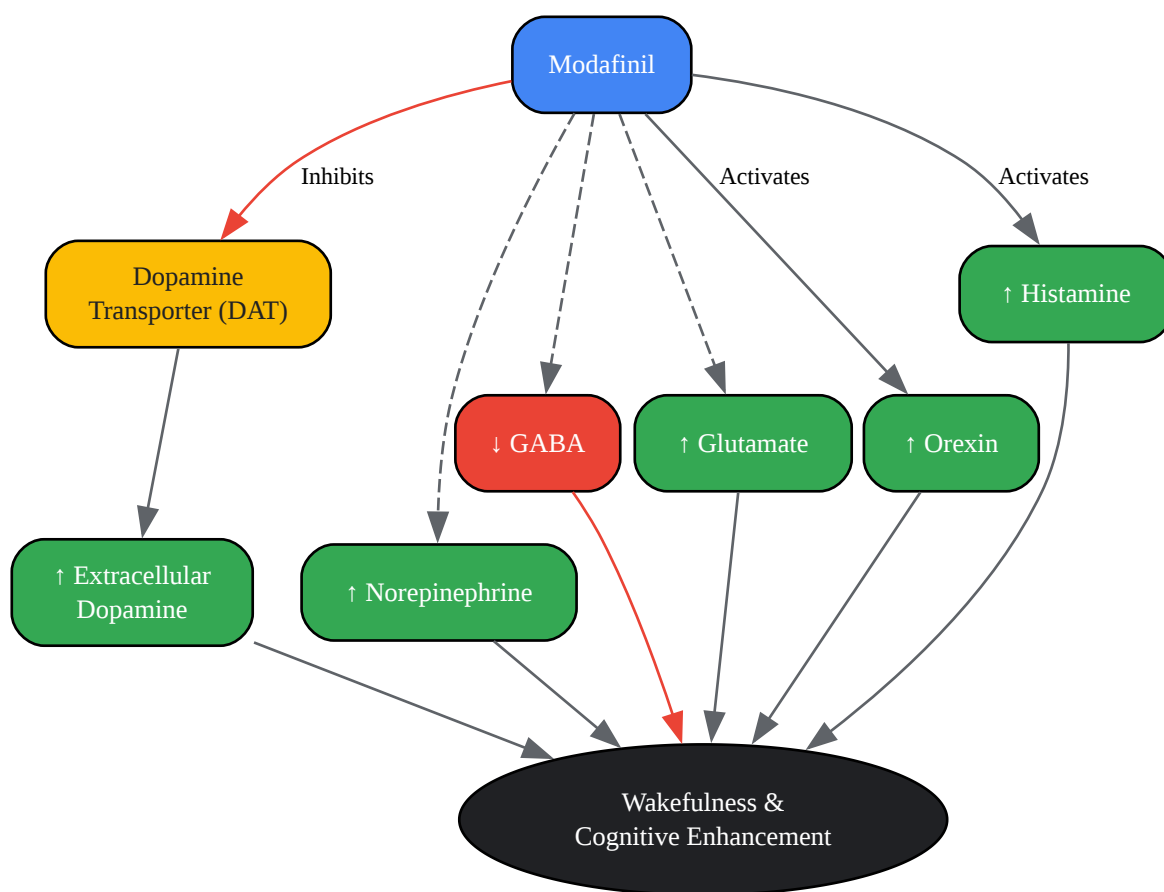 Modafinil
Inhibits
Activates
Activates
Dopamine
Transporter (DAT)
↑ Histamine
↓ GABA
↑ Glutamate
↑ Orexin
↑ Extracellular
Dopamine
↑ Norepinephrine
Wakefulness &
Cognitive Enhancement